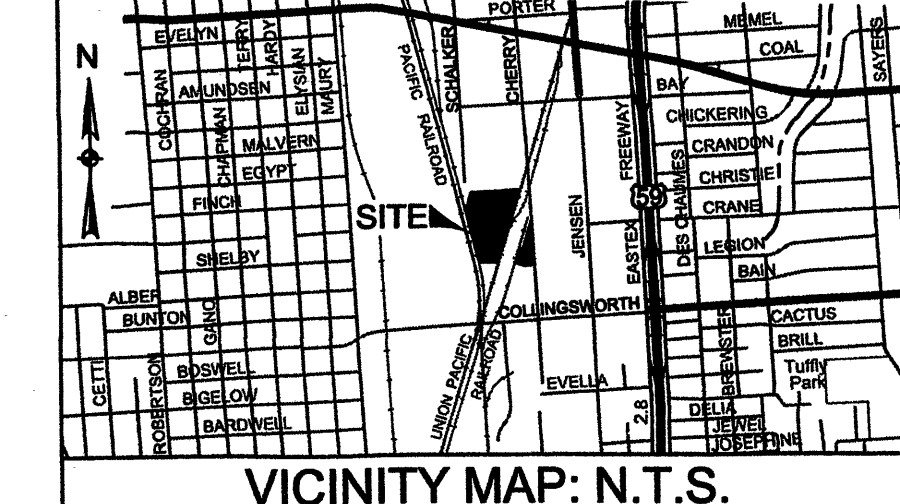 PORTER
MEMEL
EVELYN
TERRY
HARDY
COAL
SAYERS
N
PACIFIC
RAILROAD
SCHALKER
CHERRY
ELYSIAN
MAURY
BAY
COCHRAN
AMUNDSEN
CHICKERING
CHAPMAN
MALVERN
FREEWAY
CRANDON
EGYPT
CHRISTIE
FINCH
59
CRANE
SITE
JENSEN
DES CHAUMES
LEGION
SHELBY
EASTEX
BAIN
ALBER
COLLINGSWORTH
BUNTON
GANO
CACTUS
BREWSTER
BRILL
UNION PACIFIC
RAILROAD
CETTI
ROBERTSON
BOSWELL
Tuffly
Park
EVELLA
BIGELOW
2.8
DELIA
BARDWELL
JEWEL
JOSEPHINE
VICINITY MAP: N.T.S.